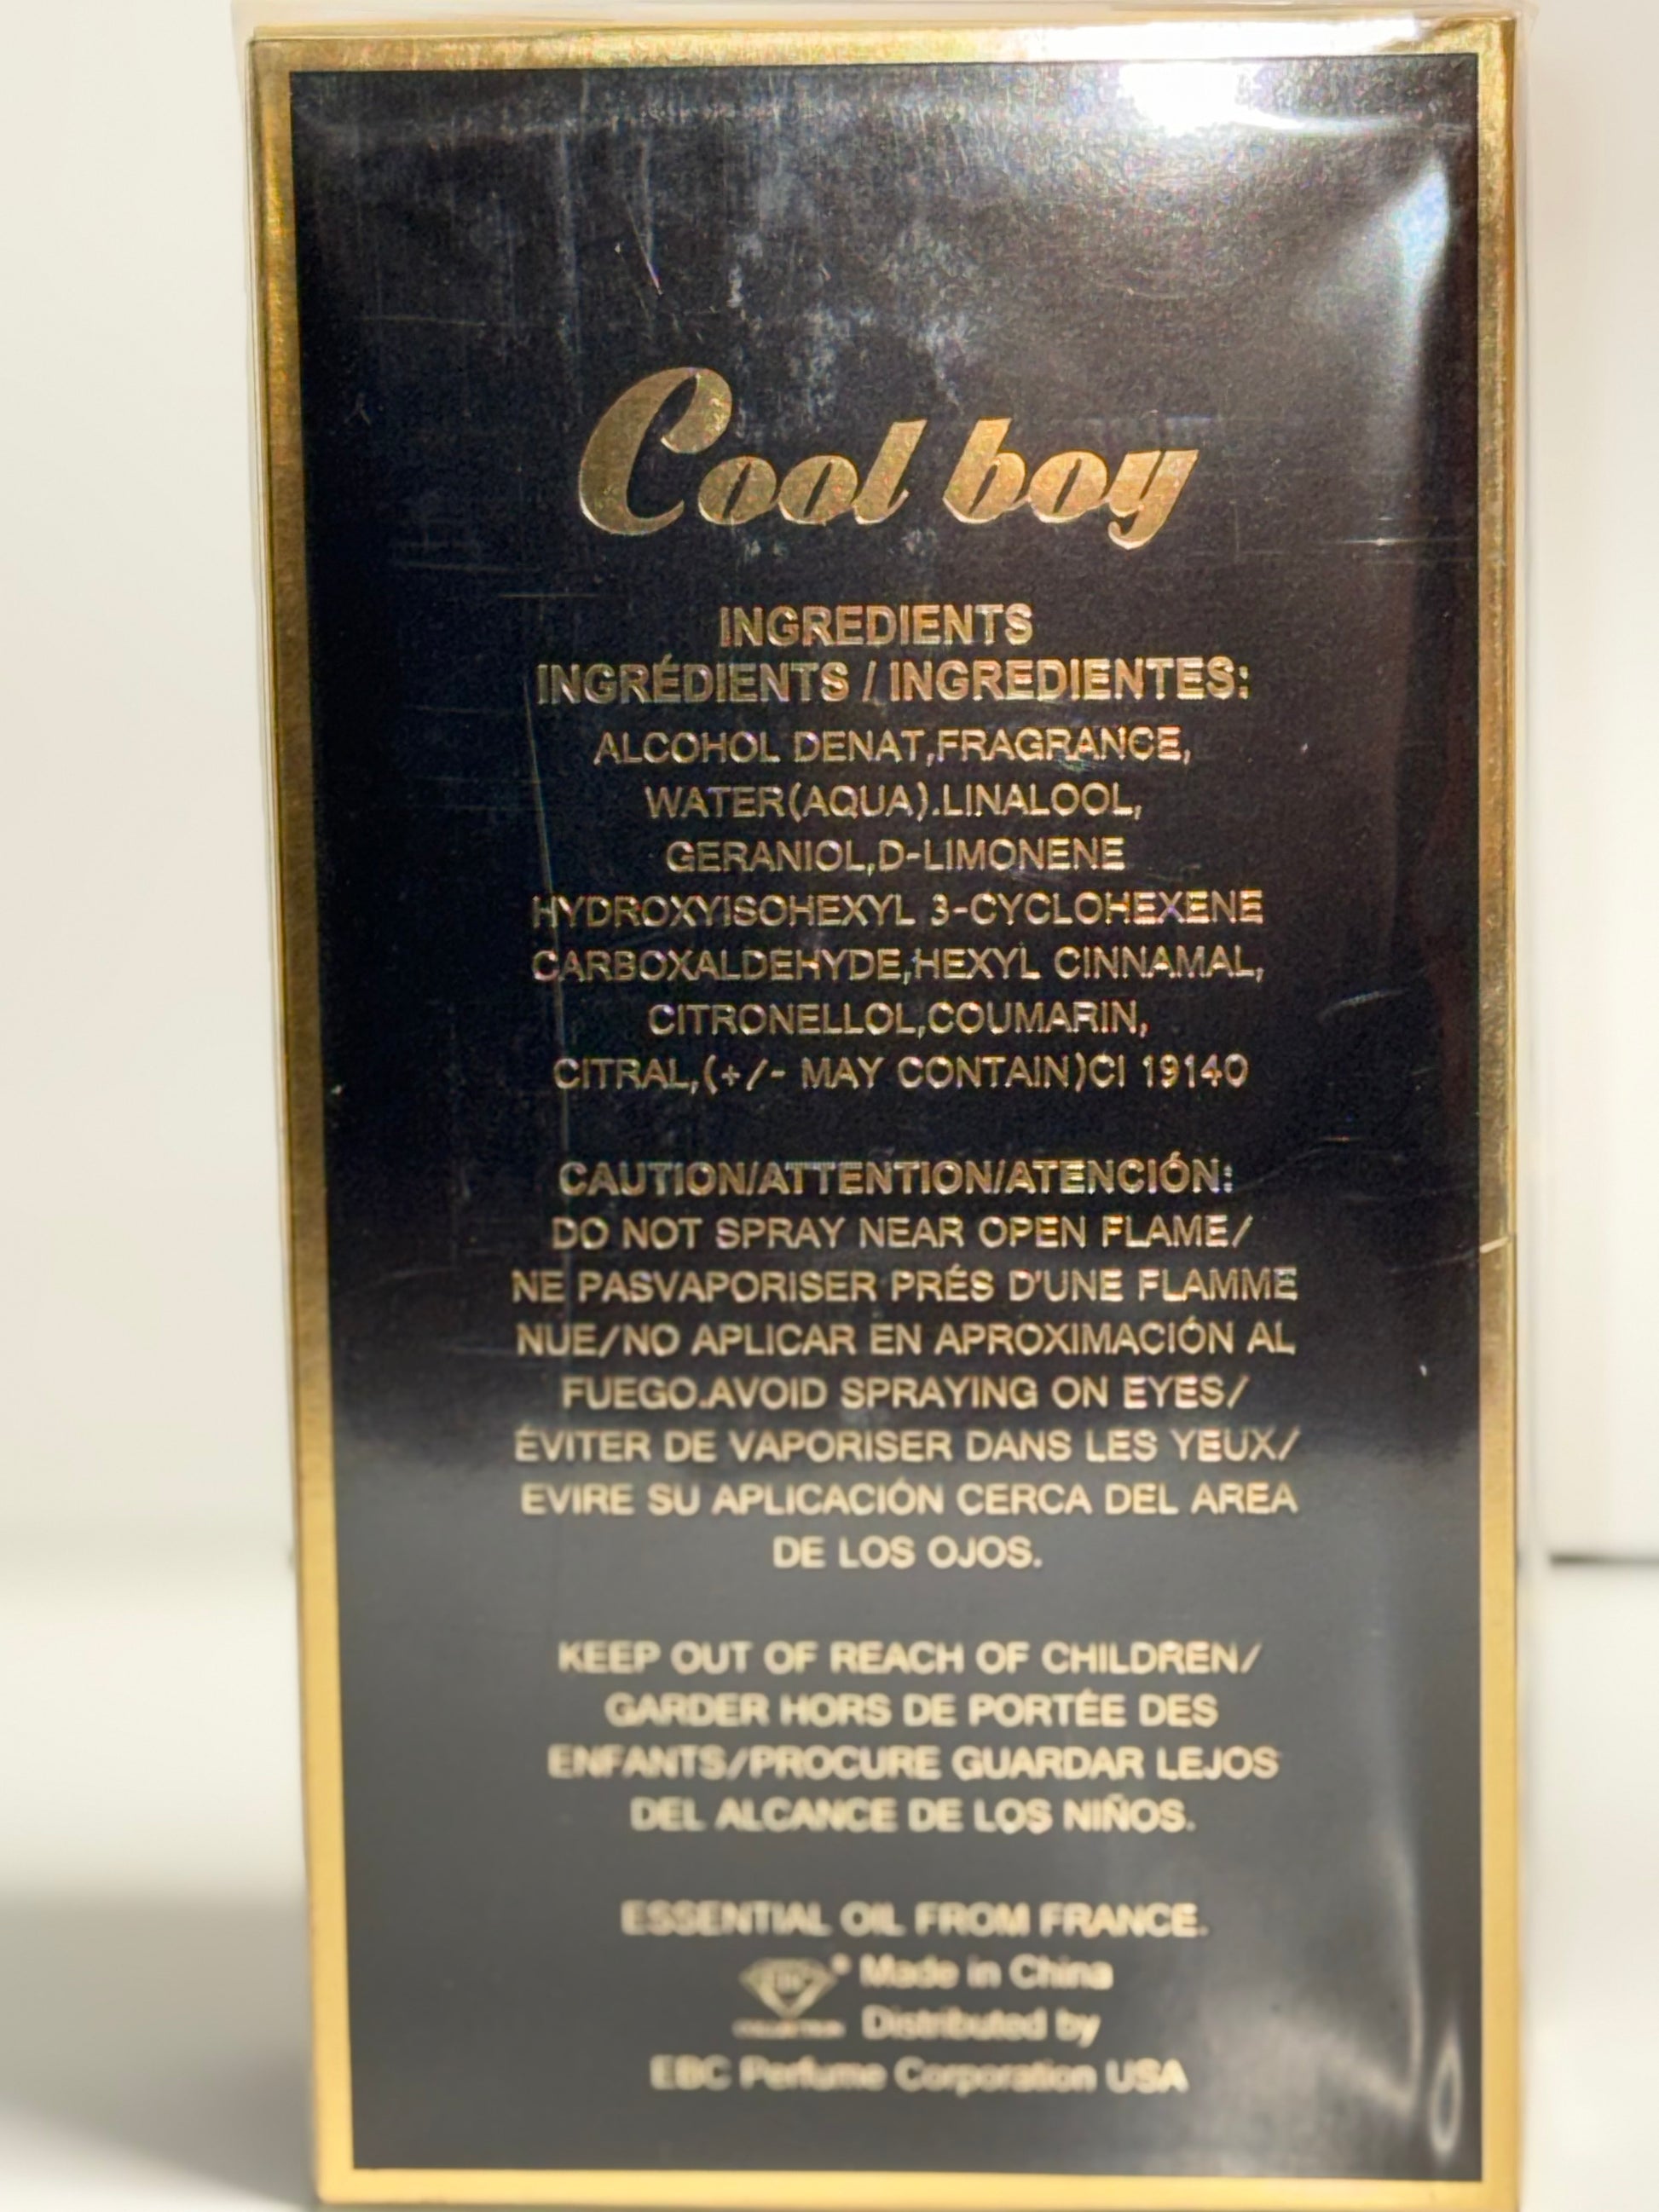 Cool boy
INGREDIENTS
INGRÉDIENTS / INGREDIENTES:
ALCOHOL DENAT,FRAGRANCE,
WATER(AQUA).LINALOOL,
GERANIOL,D-LIMONENE
HYDROXYISOHEXYL 3-CYCLOHEXENE
CARBOXALDEHYDE,HEXYL CINNAMAL,
CITRONELLOL,COUMARIN,
CITRAL,(+/- MAY CONTAIN)CI 19140
CAUTION/ATTENTION/ATENCIÓN:
DO NOT SPRAY NEAR OPEN FLAME/
NE PASVAPORISER PRÉS D'UNE FLAMME
NUE/NO APLICAR EN APROXIMACIÓN AL
FUEGO.AVOID SPRAYING ON EYES/
ÉVITER DE VAPORISER DANS LES YEUX/
EVIRE SU APLICACIÓN CERCA DEL AREA
DE LOS OJOS.
KEEP OUT OF REACH OF CHILDREN/
GARDER HORS DE PORTÉE DES
ENFANTS/PROCURE GUARDAR LEJOS
DEL ALCANCE DE LOS NIÑOS.
ESSENTIAL OIL FROM FRANCE.
Made in China
Distributed by
EBC Perfume Corporation USA